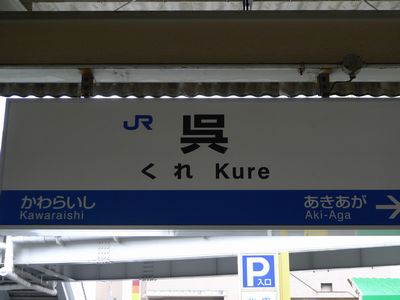 JR 呉
くれ Kure
かわらいし
Kawaraishi
あきあが
Aki-Aga
P
入口